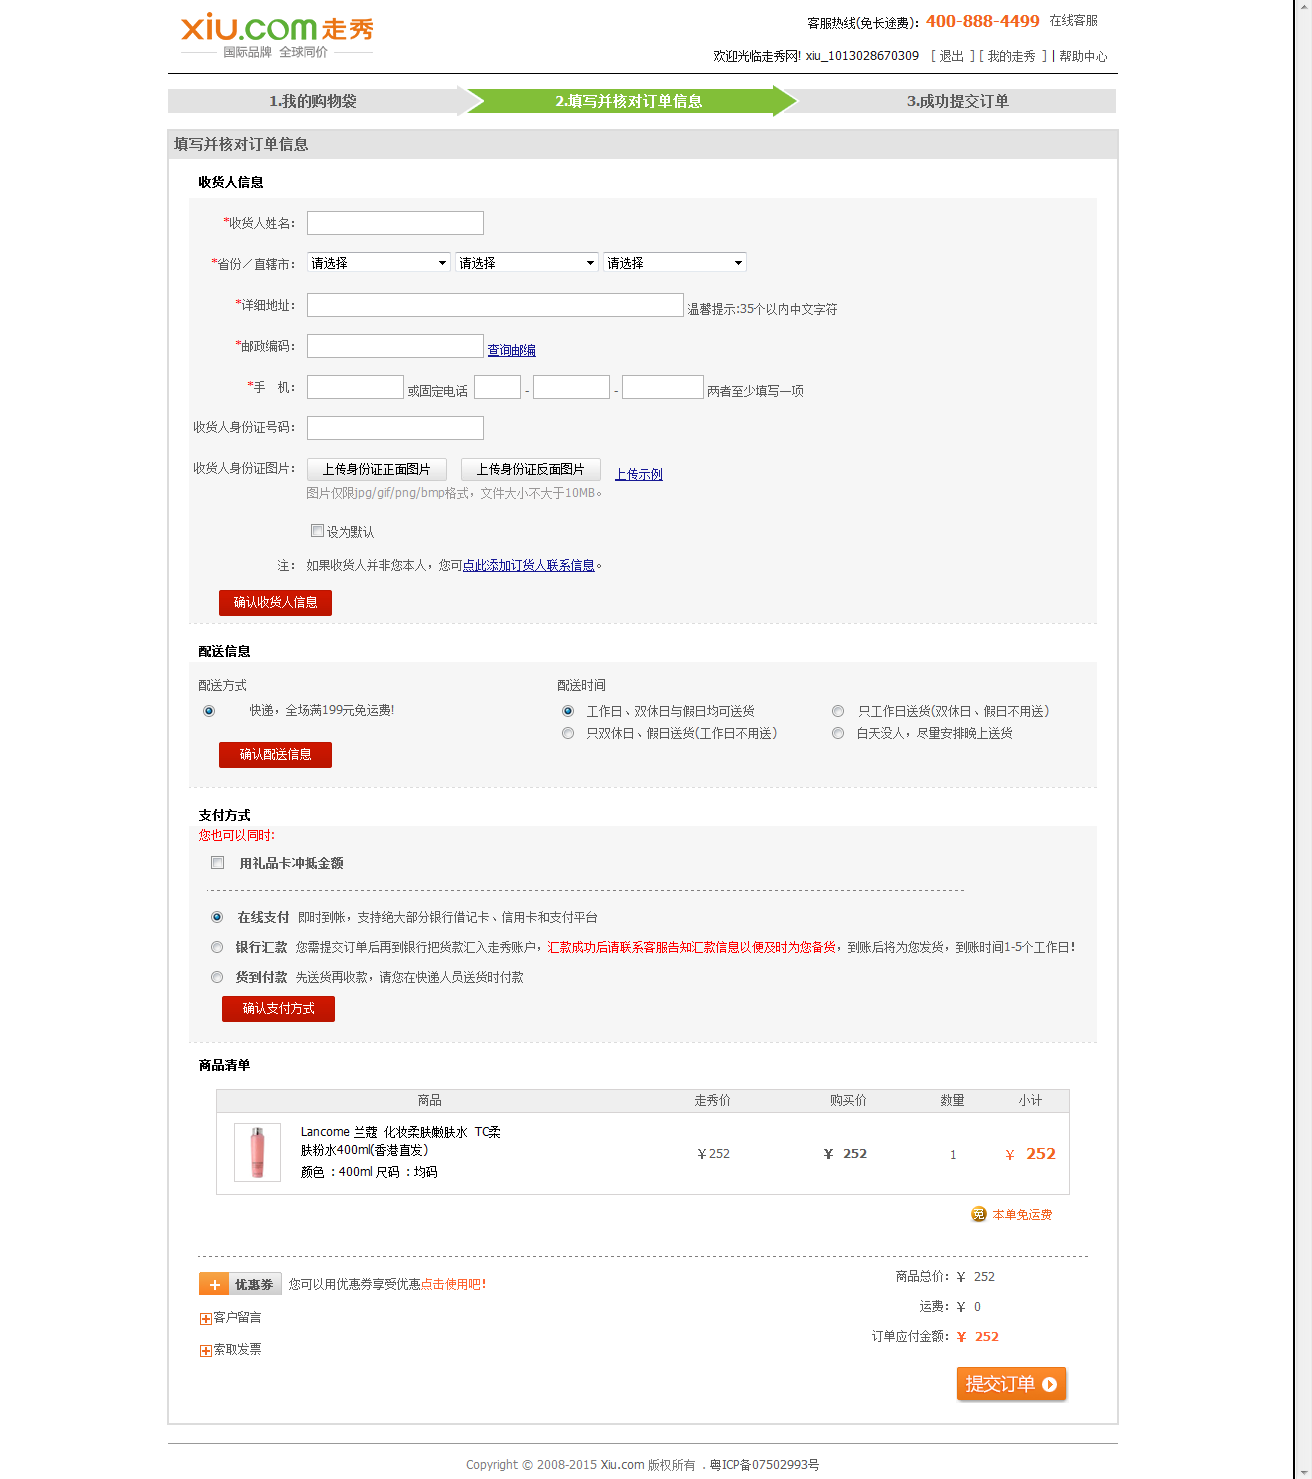 xiu.com走秀
国际品牌 全球同价
客服热线(免长途费): 400-888-4499 在线客服
欢迎光临走秀网! xiu_1013028670309 [ 退出 ] [ 我的走秀 ] | 帮助中心
1.我的购物袋 2.填写并核对订单信息 3.成功提交订单
填写并核对订单信息
收货人信息
*收货人姓名:
*省份／直辖市: 请选择 请选择 请选择
*详细地址: 温馨提示:35个以内中文字符
*邮政编码: 查询邮编
*手 机: 或固定电话 - - 两者至少填写一项
收货人身份证号码:
收货人身份证图片: 上传身份证正面图片 上传身份证反面图片 上传示例
图片仅限jpg/gif/png/bmp格式，文件大小不大于10MB。
设为默认
注: 如果收货人并非您本人，您可点此添加订货人联系信息。
确认收货人信息
配送信息
配送方式 配送时间
快递，全场满199元免运费! 工作日、双休日与假日均可送货 只工作日送货(双休日、假日不用送)
只双休日、假日送货(工作日不用送) 白天没人，尽量安排晚上送货
确认配送信息
支付方式
您也可以同时:
用礼品卡冲抵金额
在线支付 即时到帐，支持绝大部分银行借记卡、信用卡和支付平台
银行汇款 您需提交订单后再到银行把货款汇入走秀账户，汇款成功后请联系客服告知汇款信息以便及时为您备货，到账后将为您发货，到账时间1-5个工作日!
货到付款 先送货再收款，请您在快递人员送货时付款
确认支付方式
商品清单
商品 走秀价 购买价 数量 小计
Lancome 兰蔻 化妆柔肤嫩肤水 TC柔
肤粉水400ml(香港直发)
颜色 : 400ml 尺码 : 均码
￥252 ￥ 252 1 ￥ 252
免 本单免运费
+ 优惠券 您可以用优惠券享受优惠点击使用吧!
客户留言
索取发票
商品总价: ￥ 252
运费: ￥ 0
订单应付金额: ￥ 252
提交订单
Copyright © 2008-2015 Xiu.com 版权所有 . 粤ICP备07502993号